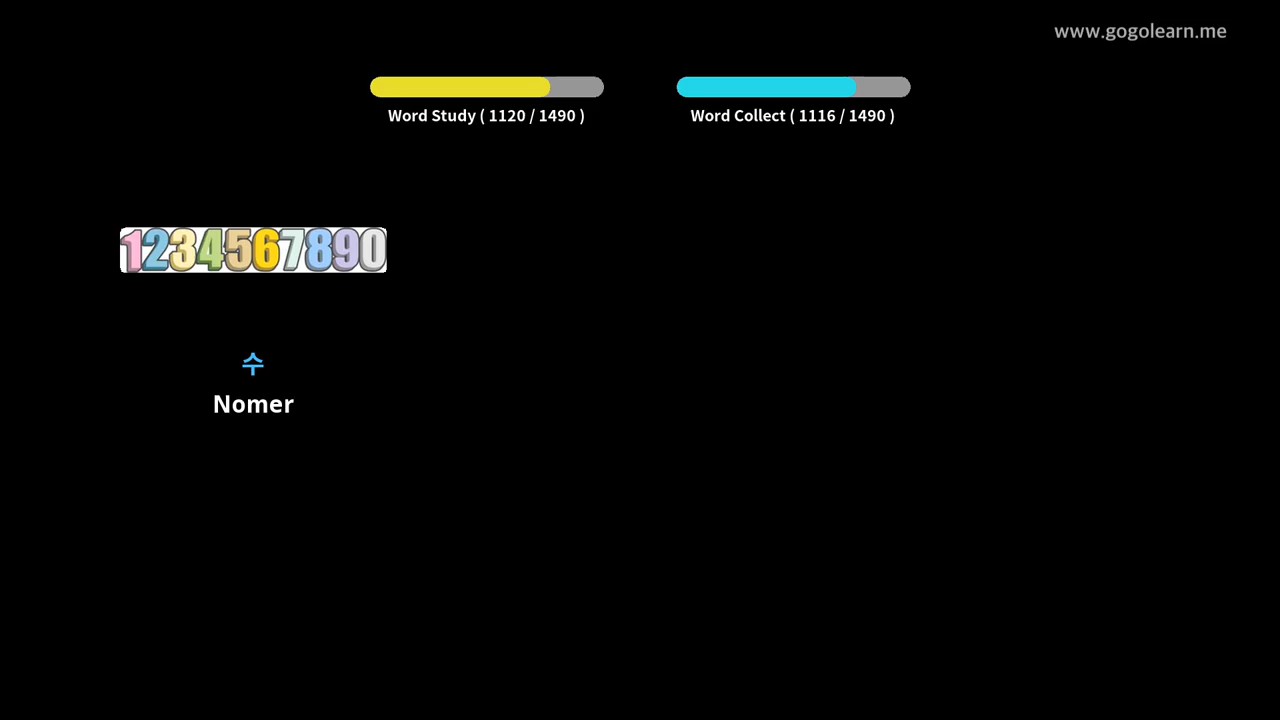 www.gogolearn.me
Word Study ( 1120 / 1490 )
Word Collect ( 1116 / 1490 )
1234567890
수
Nomer